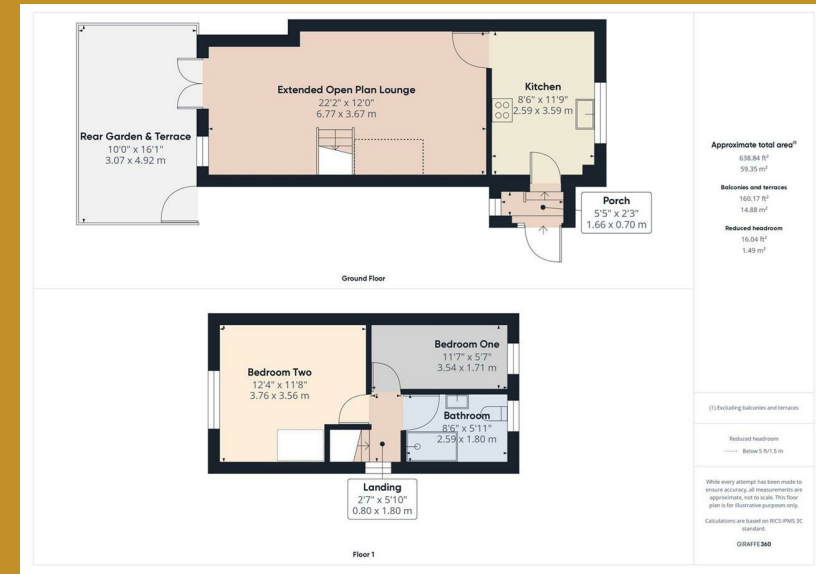 Extended Open Plan Lounge
22'2" x 12'0"
6.77 x 3.67 m
Kitchen
8'6" x 11'9"
2.59 x 3.59 m
Rear Garden & Terrace
10'0" x 16'1"
3.07 x 4.92 m
Porch
5'5" x 2'3"
1.66 x 0.70 m
Ground Floor
Bedroom Two
12'4" x 11'8"
3.76 x 3.56 m
Bedroom One
11'7" x 5'7"
3.54 x 1.71 m
Bathroom
8'6" x 5'11"
2.59 x 1.80 m
Landing
2'7" x 5'10"
0.80 x 1.80 m
Floor 1
Approximate total area⁽¹⁾
638.84 ft²
59.35 m²
Balconies and terraces
160.17 ft²
14.88 m²
Reduced headroom
16.04 ft²
1.49 m²
(1) Excluding balconies and terraces
Reduced headroom
Below 5 ft/1.5 m
While every attempt has been made to
ensure accuracy, all measurements are
approximate, not to scale. This floor
plan is for illustrative purposes only.
Calculations are based on RICS IPMS 3C
standard.
GIRAFFE360